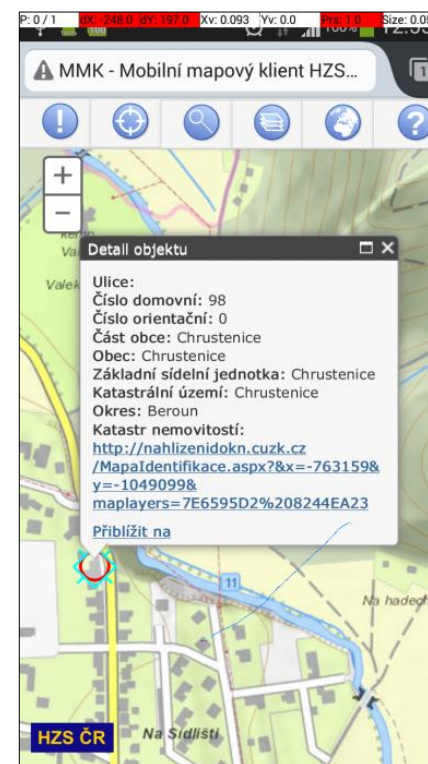 P: 0 / 1 dX: -248.0 dY: 197.0 Xv: 0.093 Yv: 0.0 Prs: 1.0 Size: 0.05
100 100%
MMK - Mobilní mapový klient HZS...
1
! ?
+
−
Detail objektu
Ulice:
Číslo domovní: 98
Číslo orientační: 0
Část obce: Chrustenice
Obec: Chrustenice
Základní sídelní jednotka: Chrustenice
Katastrální území: Chrustenice
Okres: Beroun
Katastr nemovitostí:
http://nahlizenidokn.cuzk.cz
/MapaIdentifikace.aspx?&x=-763159&
y=-1049099&
maplayers=7E6595D2%208244EA23
Přiblížit na
11
Na hadech
HZS ČR
Na Sídlišti